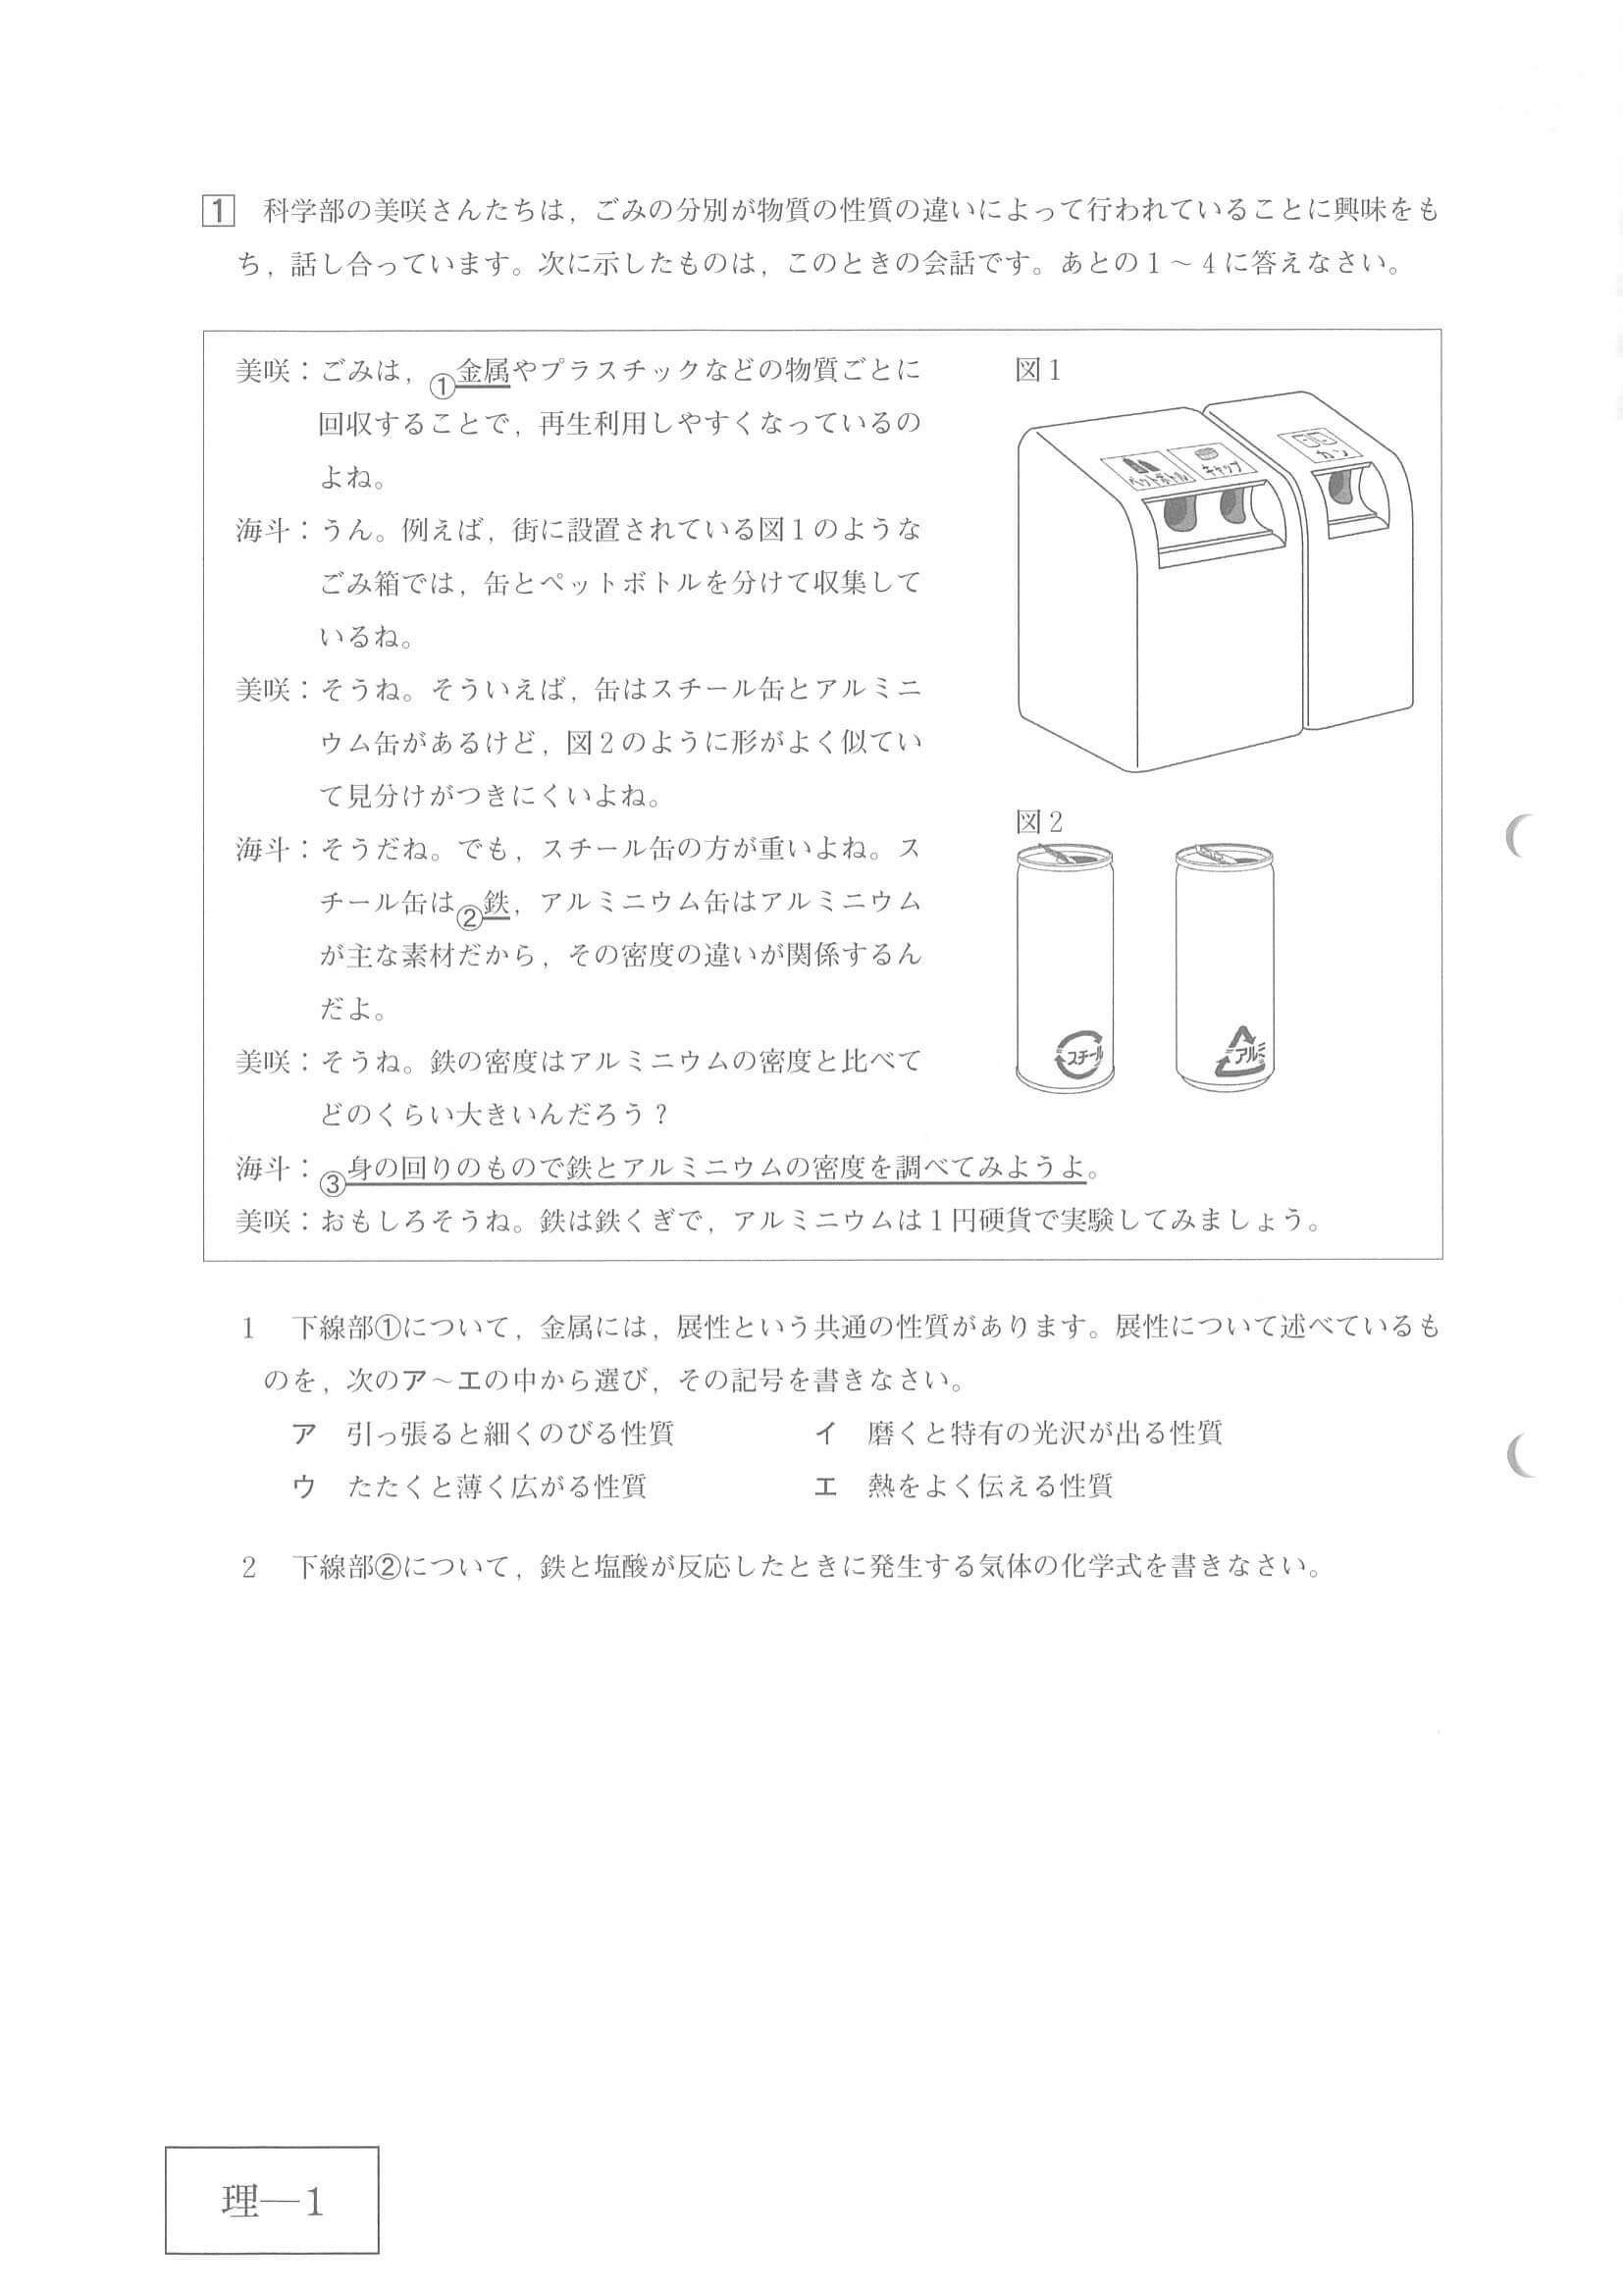 1 科学部の美咲さんたちは，ごみの分別が物質の性質の違いによって行われていることに興味をも
ち，話し合っています。次に示したものは，このときの会話です。あとの1～4に答えなさい。
美咲：ごみは，①金属やプラスチックなどの物質ごとに
回収することで，再生利用しやすくなっているの
よね。
海斗：うん。例えば，街に設置されている図1のような
ごみ箱では，缶とペットボトルを分けて収集して
いるね。
美咲：そうね。そういえば，缶はスチール缶とアルミニ
ウム缶があるけど，図2のように形がよく似てい
て見分けがつきにくいよね。
海斗：そうだね。でも，スチール缶の方が重いよね。ス
チール缶は②鉄，アルミニウム缶はアルミニウム
が主な素材だから，その密度の違いが関係するん
だよ。
美咲：そうね。鉄の密度はアルミニウムの密度と比べて
どのくらい大きいんだろう？
海斗：③身の回りのもので鉄とアルミニウムの密度を調べてみようよ。
美咲：おもしろそうね。鉄は鉄くぎで，アルミニウムは1円硬貨で実験してみましょう。
図1
ペットボトル
キャップ
カン
図2
スチール
アルミ
1 下線部①について，金属には，展性という共通の性質があります。展性について述べているも
のを，次のア～エの中から選び，その記号を書きなさい。
ア 引っ張ると細くのびる性質 イ 磨くと特有の光沢が出る性質
ウ たたくと薄く広がる性質 エ 熱をよく伝える性質
2 下線部②について，鉄と塩酸が反応したときに発生する気体の化学式を書きなさい。
理―1